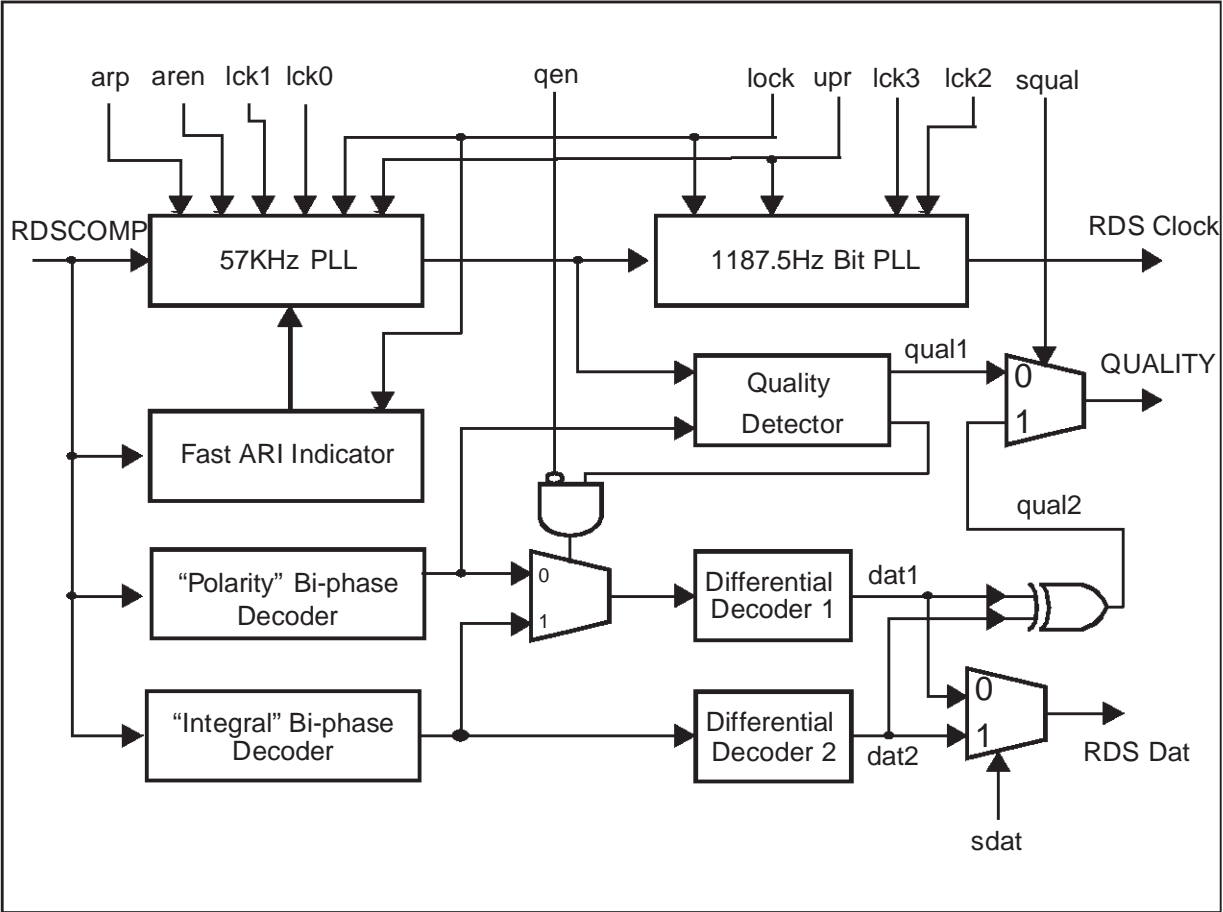 arp aren lck1 lck0 qen lock upr lck3 lck2 squal
RDSCOMP
57KHz PLL
1187.5Hz Bit PLL
RDS Clock
qual1
QUALITY
Quality
Detector
0
1
Fast ARI Indicator
qual2
“Polarity” Bi-phase
Decoder
0
1
Differential
Decoder 1
dat1
“Integral” Bi-phase
Decoder
Differential
Decoder 2
dat2
0
1
RDS Dat
sdat